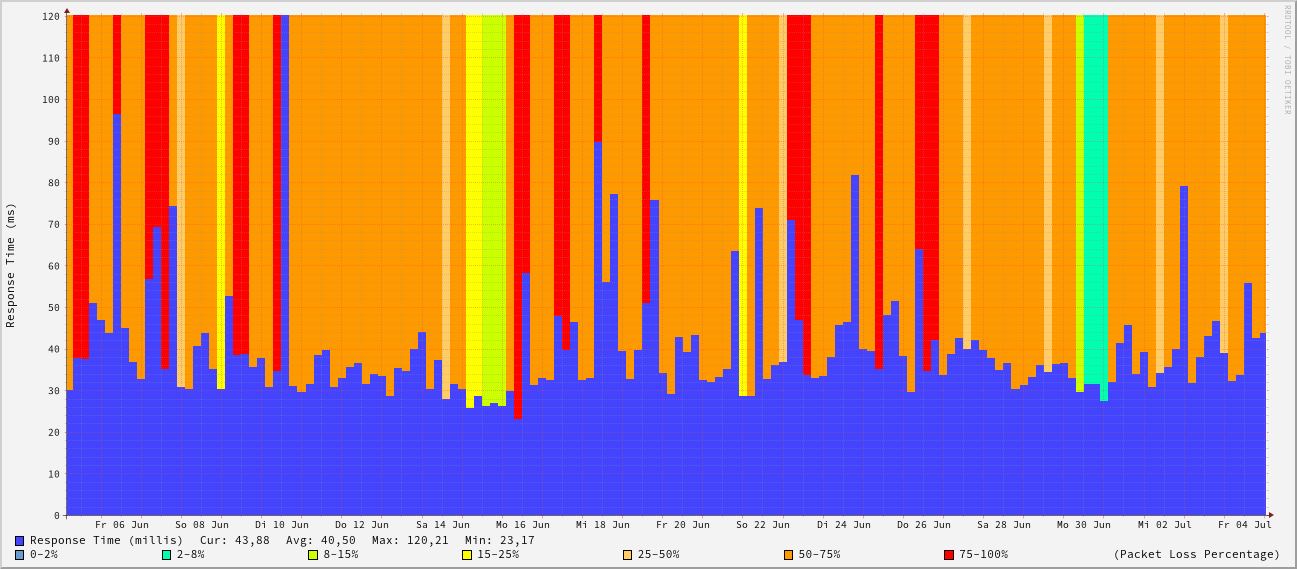 RRDTOOL / TOBI OETIKER
Response Time (ms)
120
110
100
90
80
70
60
50
40
30
20
10
0
Fr 06 Jun So 08 Jun Di 10 Jun Do 12 Jun Sa 14 Jun Mo 16 Jun Mi 18 Jun Fr 20 Jun So 22 Jun Di 24 Jun Do 26 Jun Sa 28 Jun Mo 30 Jun Mi 02 Jul Fr 04 Jul
Response Time (millis) Cur: 43,88 Avg: 40,50 Max: 120,21 Min: 23,17
0-2% 2-8% 8-15% 15-25% 25-50% 50-75% 75-100% (Packet Loss Percentage)